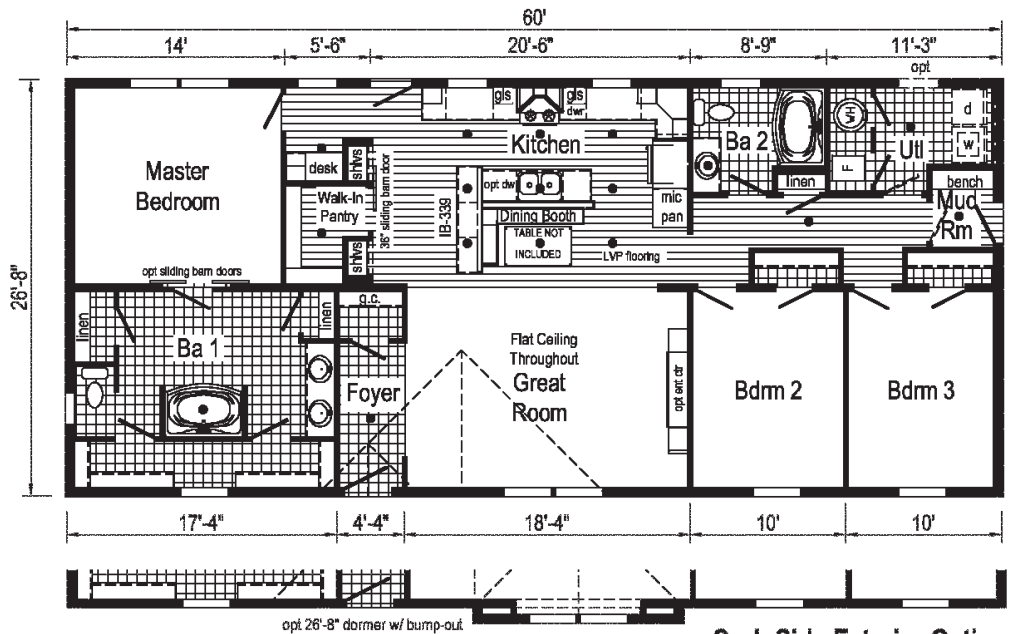 60'
14' 5'-6" 20'-6" 8'-9" 11'-3"
opt
gls gls
dwr
WH
d
Kitchen
Ba 2
Utl
w
desk
shlvs
F
Master
Bedroom
36" sliding barn door
opt dw
linen
bench
Walk-In
Pantry
IB-339
mic
pan
Mud
Rm
Dining Booth
TABLE NOT
INCLUDED
shlvs
LVP flooring
opt sliding barn doors
26'-8"
g.c.
linen
linen
Flat Ceiling
Throughout
Ba 1
Great
Room
Foyer
opt ent ctr
Bdrm 2
Bdrm 3
17'-4" 4'-4" 18'-4" 10' 10'
opt 26'-8" dormer w/ bump-out